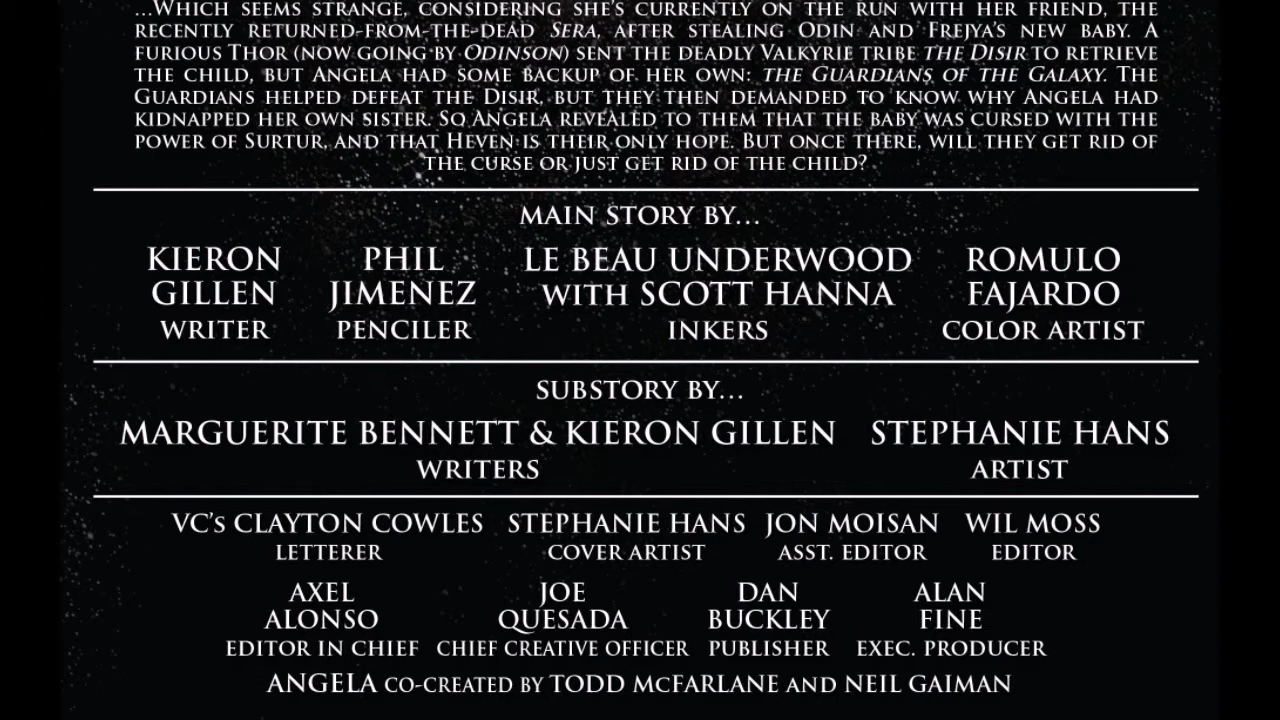 ...WHICH SEEMS STRANGE, CONSIDERING SHE'S CURRENTLY ON THE RUN WITH HER FRIEND, THE
RECENTLY RETURNED-FROM-THE-DEAD SERA, AFTER STEALING ODIN AND FREJYA'S NEW BABY. A
FURIOUS THOR (NOW GOING BY ODINSON) SENT THE DEADLY VALKYRIE TRIBE THE DISIR TO RETRIEVE
THE CHILD, BUT ANGELA HAD SOME BACKUP OF HER OWN: THE GUARDIANS OF THE GALAXY. THE
GUARDIANS HELPED DEFEAT THE DISIR, BUT THEY THEN DEMANDED TO KNOW WHY ANGELA HAD
KIDNAPPED HER OWN SISTER. SO ANGELA REVEALED TO THEM THAT THE BABY WAS CURSED WITH THE
POWER OF SURTUR, AND THAT HEVEN IS THEIR ONLY HOPE. BUT ONCE THERE, WILL THEY GET RID OF
THE CURSE OR JUST GET RID OF THE CHILD?
MAIN STORY BY...
KIERON GILLEN
WRITER
PHIL JIMENEZ
PENCILER
LE BEAU UNDERWOOD
WITH SCOTT HANNA
INKERS
ROMULO FAJARDO
COLOR ARTIST
SUBSTORY BY...
MARGUERITE BENNETT & KIERON GILLEN
WRITERS
STEPHANIE HANS
ARTIST
VC's CLAYTON COWLES
LETTERER
STEPHANIE HANS
COVER ARTIST
JON MOISAN
ASST. EDITOR
WIL MOSS
EDITOR
AXEL ALONSO
EDITOR IN CHIEF
JOE QUESADA
CHIEF CREATIVE OFFICER
DAN BUCKLEY
PUBLISHER
ALAN FINE
EXEC. PRODUCER
ANGELA CO-CREATED BY TODD McFARLANE AND NEIL GAIMAN